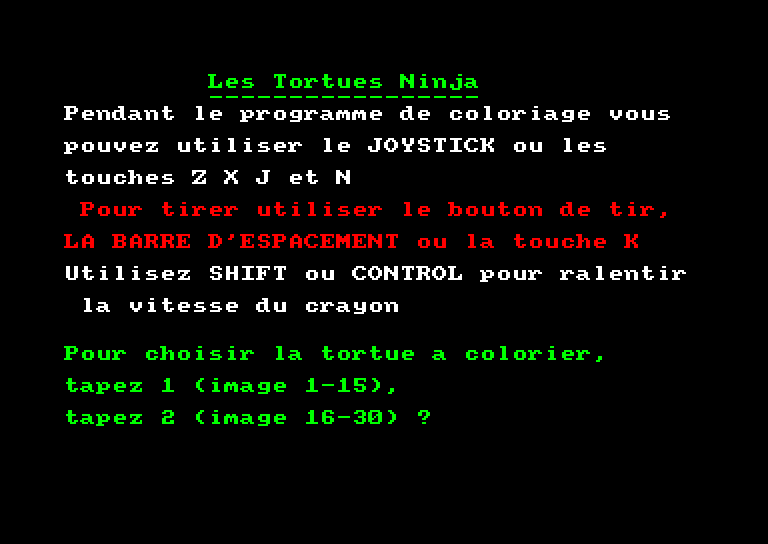 Les Tortues Ninja
Pendant le programme de coloriage vous
pouvez utiliser le JOYSTICK ou les
touches Z X J et N
Pour tirer utiliser le bouton de tir,
LA BARRE D'ESPACEMENT ou la touche K
Utilisez SHIFT ou CONTROL pour ralentir
la vitesse du crayon
Pour choisir la tortue a colorier,
tapez 1 (image 1-15),
tapez 2 (image 16-30) ?